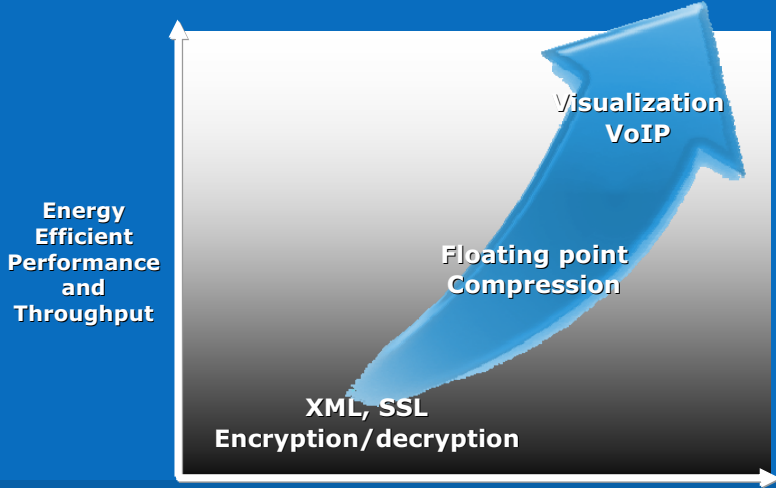 Visualization
VoIP
Energy
Efficient
Performance
and
Throughput
Floating point
Compression
XML, SSL
Encryption/decryption